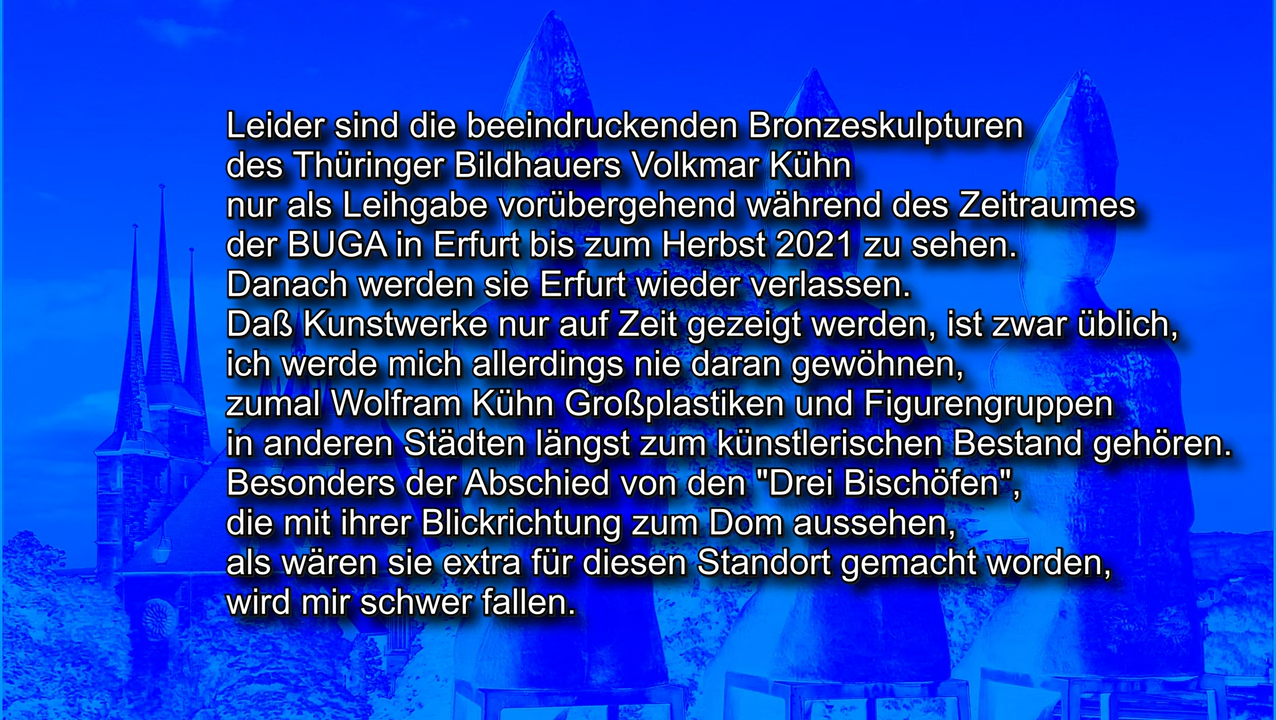 Leider sind die beeindruckenden Bronzeskulpturen
des Thüringer Bildhauers Volkmar Kühn
nur als Leihgabe vorübergehend während des Zeitraumes
der BUGA in Erfurt bis zum Herbst 2021 zu sehen.
Danach werden sie Erfurt wieder verlassen.
Daß Kunstwerke nur auf Zeit gezeigt werden, ist zwar üblich,
ich werde mich allerdings nie daran gewöhnen,
zumal Wolfram Kühn Großplastiken und Figurengruppen
in anderen Städten längst zum künstlerischen Bestand gehören.
Besonders der Abschied von den "Drei Bischöfen",
die mit ihrer Blickrichtung zum Dom aussehen,
als wären sie extra für diesen Standort gemacht worden,
wird mir schwer fallen.